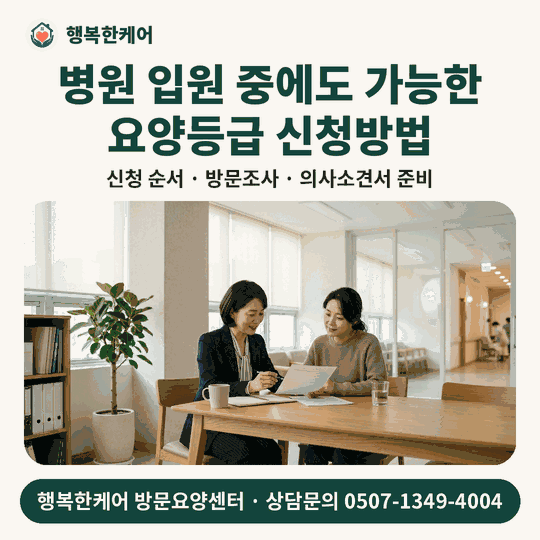 행복한케어
병원 입원 중에도 가능한
요양등급 신청방법
신청 순서 · 방문조사 · 의사소견서 준비
행복한케어 방문요양센터 · 상담문의 0507-1349-4004